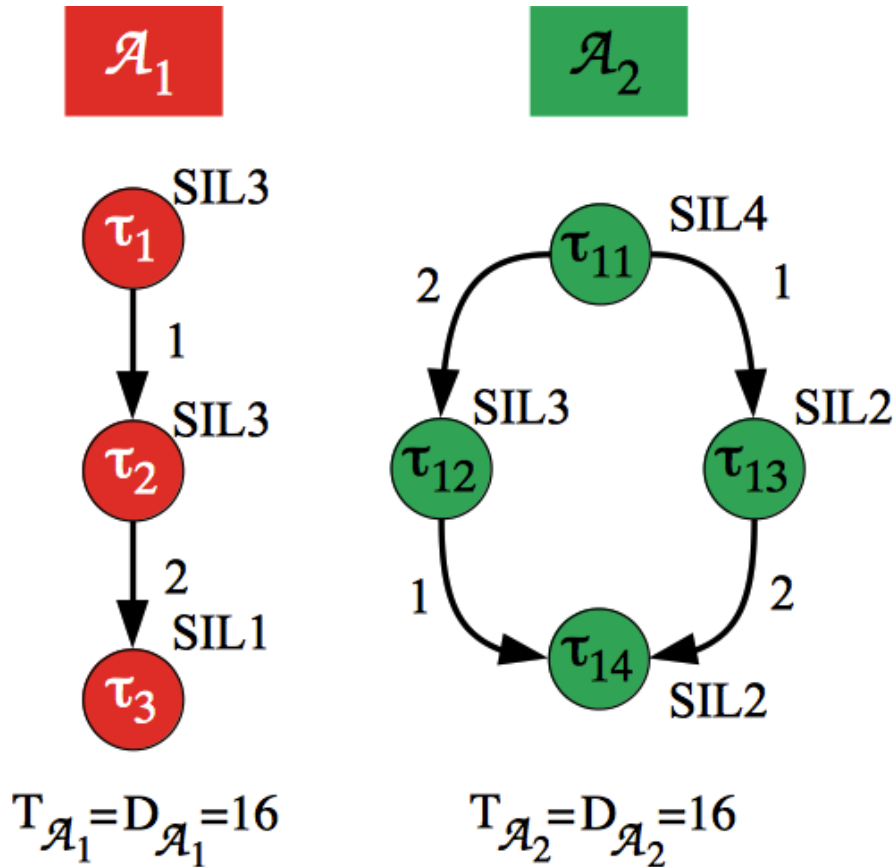 𝒜₁ 𝒜₂
SIL3 SIL4
τ₁ τ₁₁
2 1
1
SIL3 SIL3 SIL2
τ₂ τ₁₂ τ₁₃
2 1 2
SIL1
τ₃ τ₁₄
SIL2
T𝒜₁=D𝒜₁=16 T𝒜₂=D𝒜₂=16